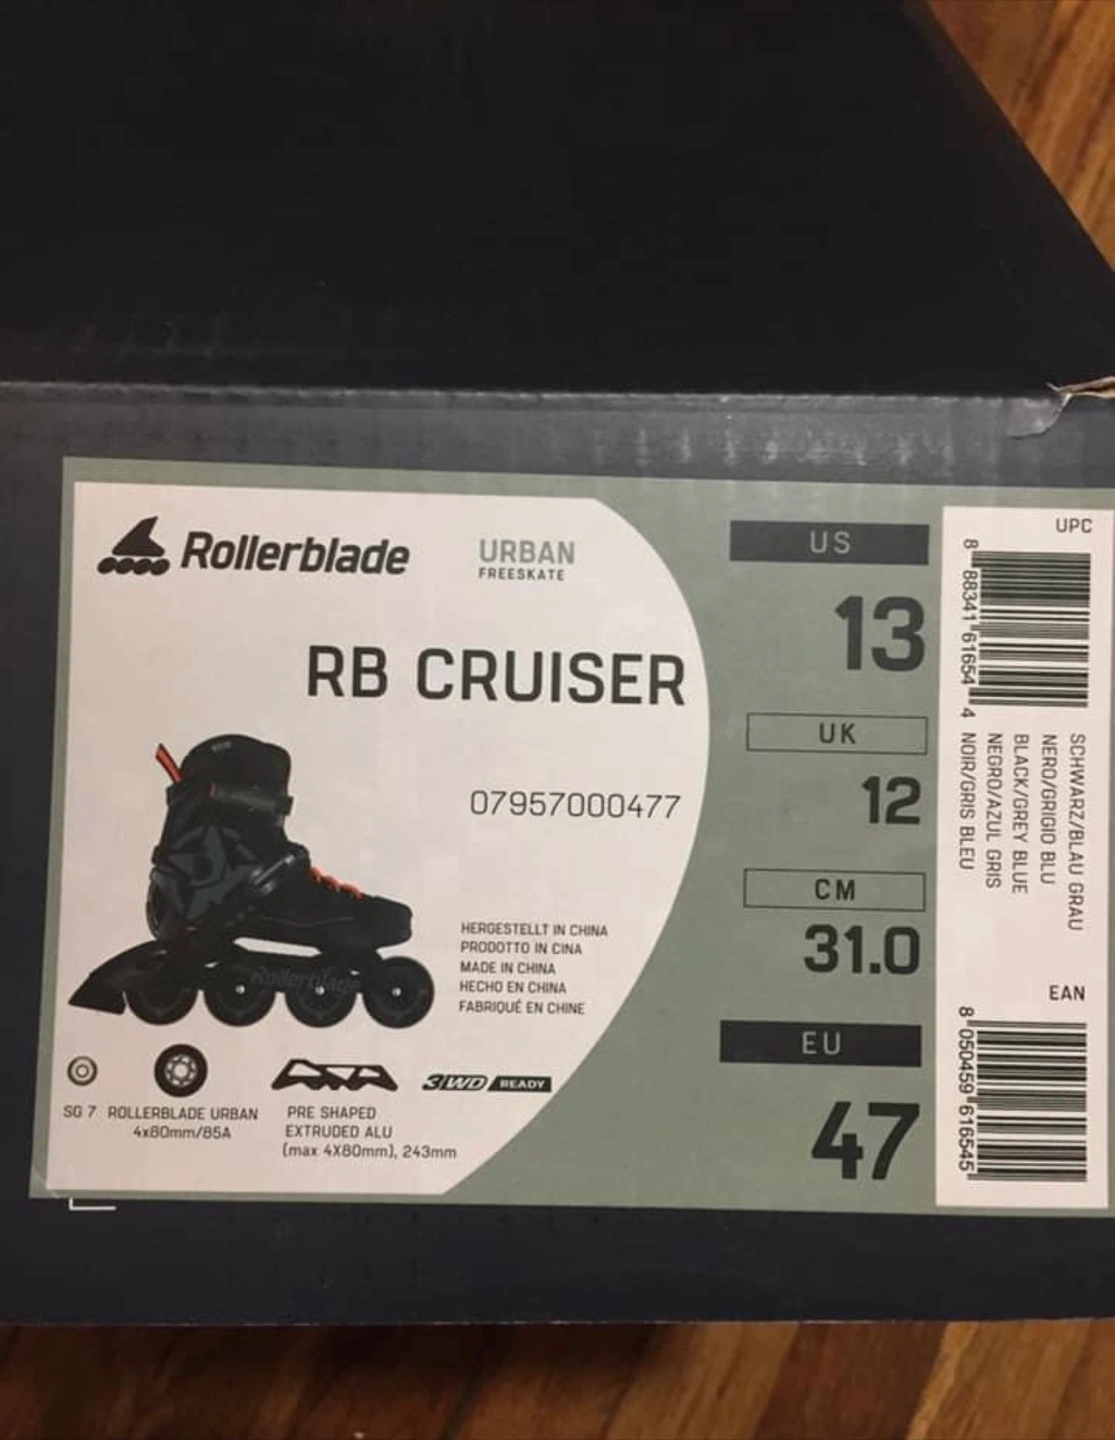 Rollerblade
URBAN
FREESKATE
RB CRUISER
07957000477
HERGESTELLT IN CHINA
PRODOTTO IN CINA
MADE IN CHINA
HECHO EN CHINA
FABRIQUÉ EN CHINE
Rollerblade
SG 7
ROLLERBLADE URBAN
4x80mm/85A
PRE SHAPED
EXTRUDED ALU
(max 4X80mm), 243mm
3WD READY
US
13
UK
12
CM
31.0
EU
47
UPC
8 88341 61654 4
SCHWARZ/BLAU GRAU
NERO/GRIGIO BLU
BLACK/GREY BLUE
NEGRO/AZUL GRIS
NOIR/GRIS BLEU
EAN
8 050459 616545